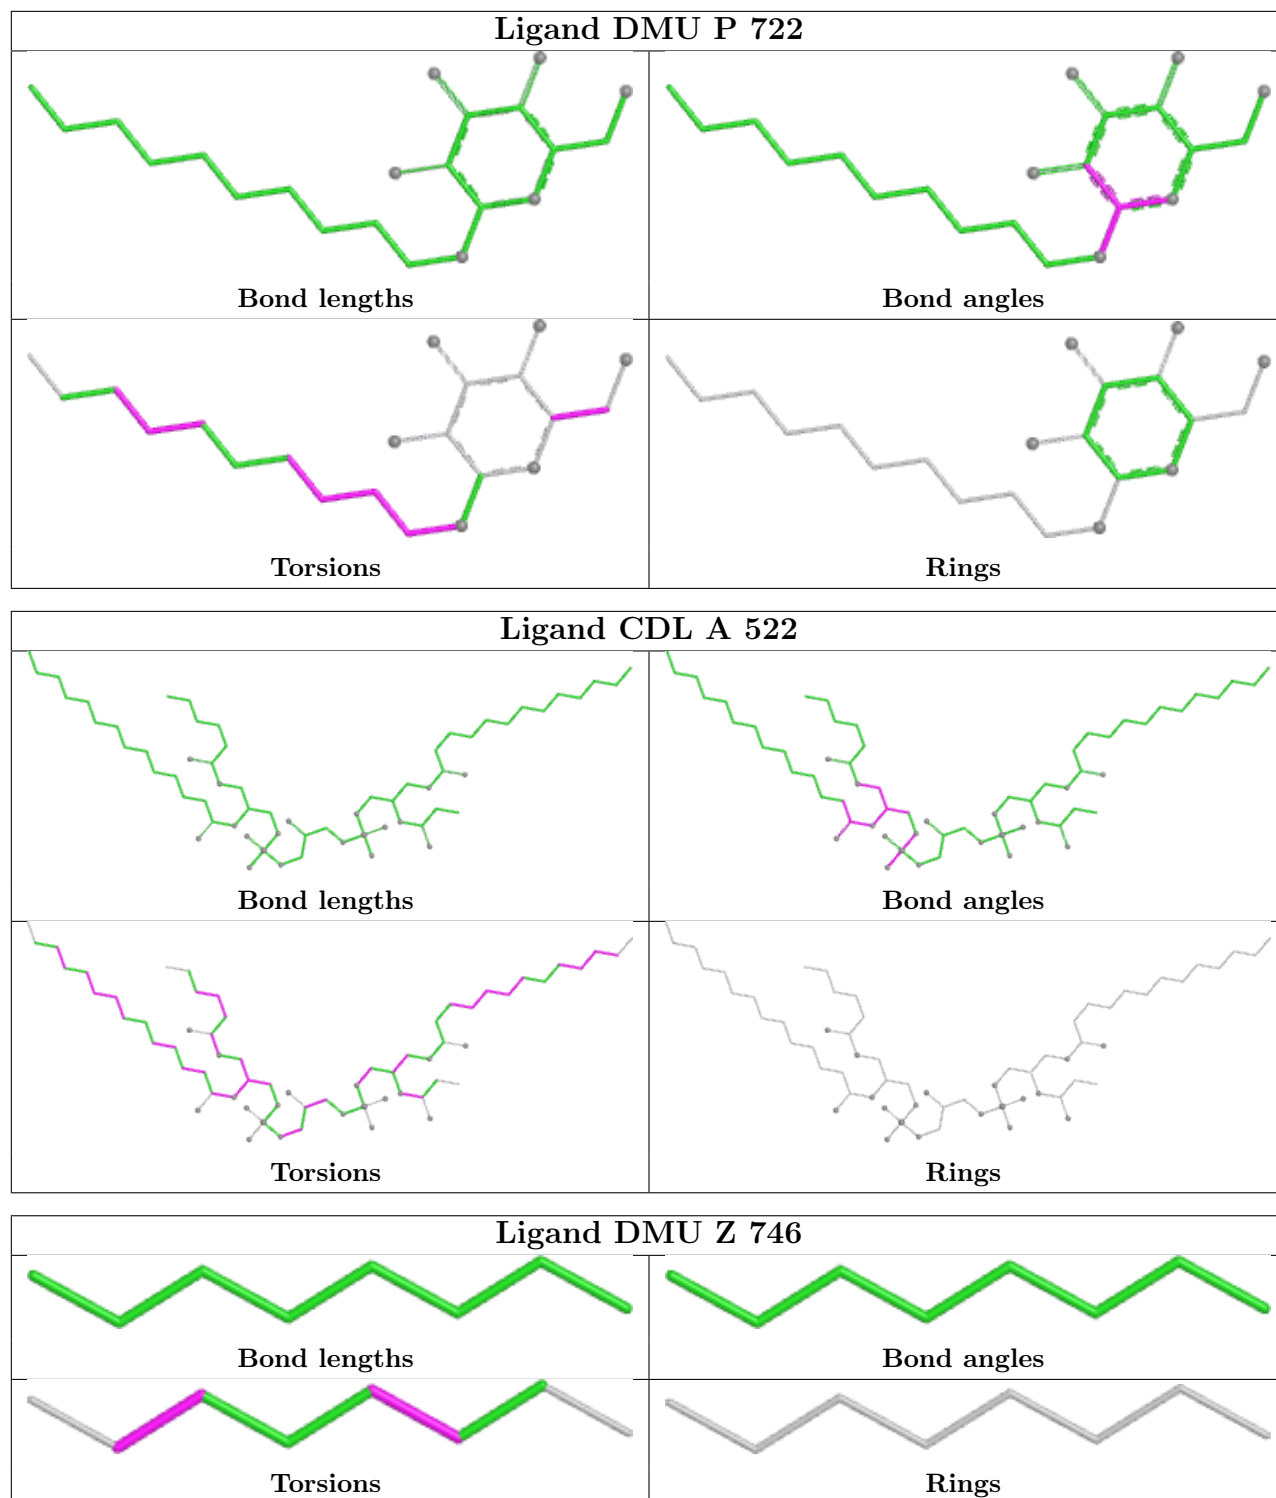 Ligand DMU P 722
Bond lengths
Bond angles
Torsions
Rings
Ligand CDL A 522
Bond lengths
Bond angles
Torsions
Rings
Ligand DMU Z 746
Bond lengths
Bond angles
Torsions
Rings